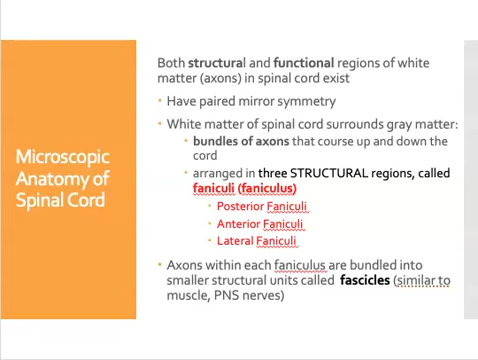 Microscopic
Anatomy of
Spinal Cord
Both structural and functional regions of white
matter (axons) in spinal cord exist
• Have paired mirror symmetry
• White matter of spinal cord surrounds gray matter:
• bundles of axons that course up and down the
cord
• arranged in three STRUCTURAL regions, called
faniculi (faniculus)
• Posterior Faniculi
• Anterior Faniculi
• Lateral Faniculi
• Axons within each faniculus are bundled into
smaller structural units called fascicles (similar to
muscle, PNS nerves)